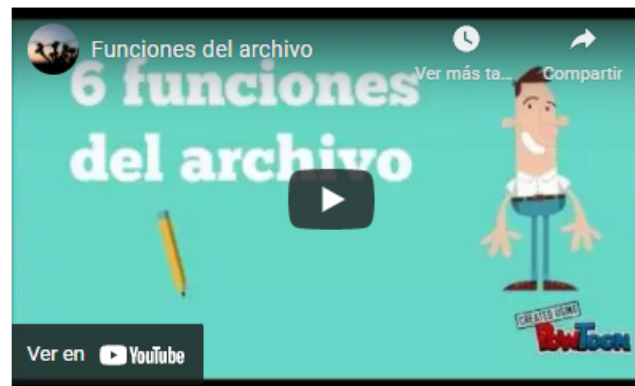 Funciones del archivo
Ver más ta...
Compartir
6 funciones
del archivo
CREATED USING
POWTOON
Ver en YouTube